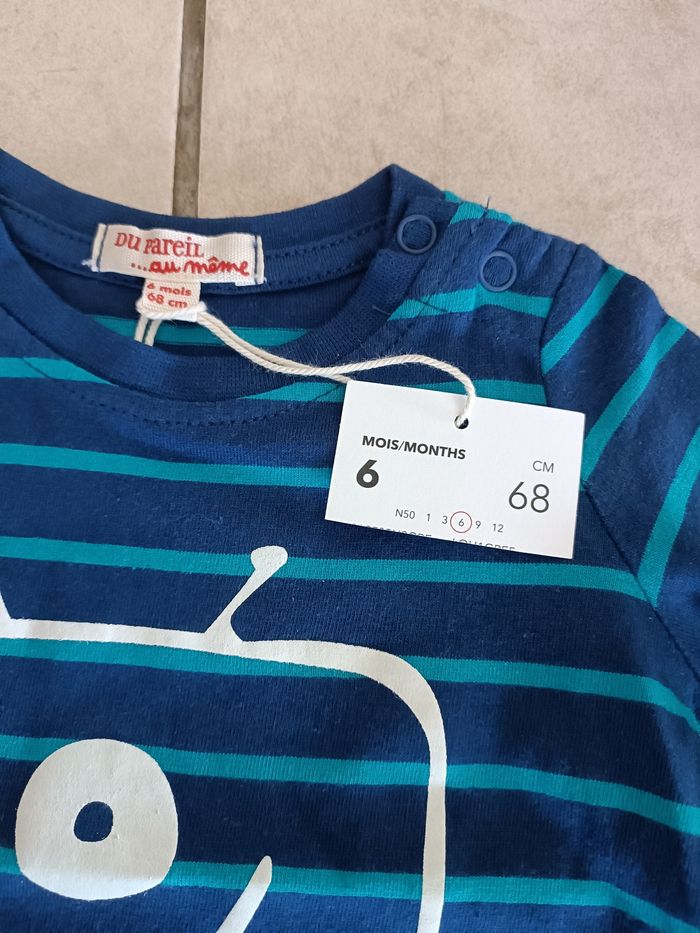 DU PAREIL
...au même
6 mois
68 cm
MOIS/MONTHS
6
CM
68
N50 1 3 6 9 12